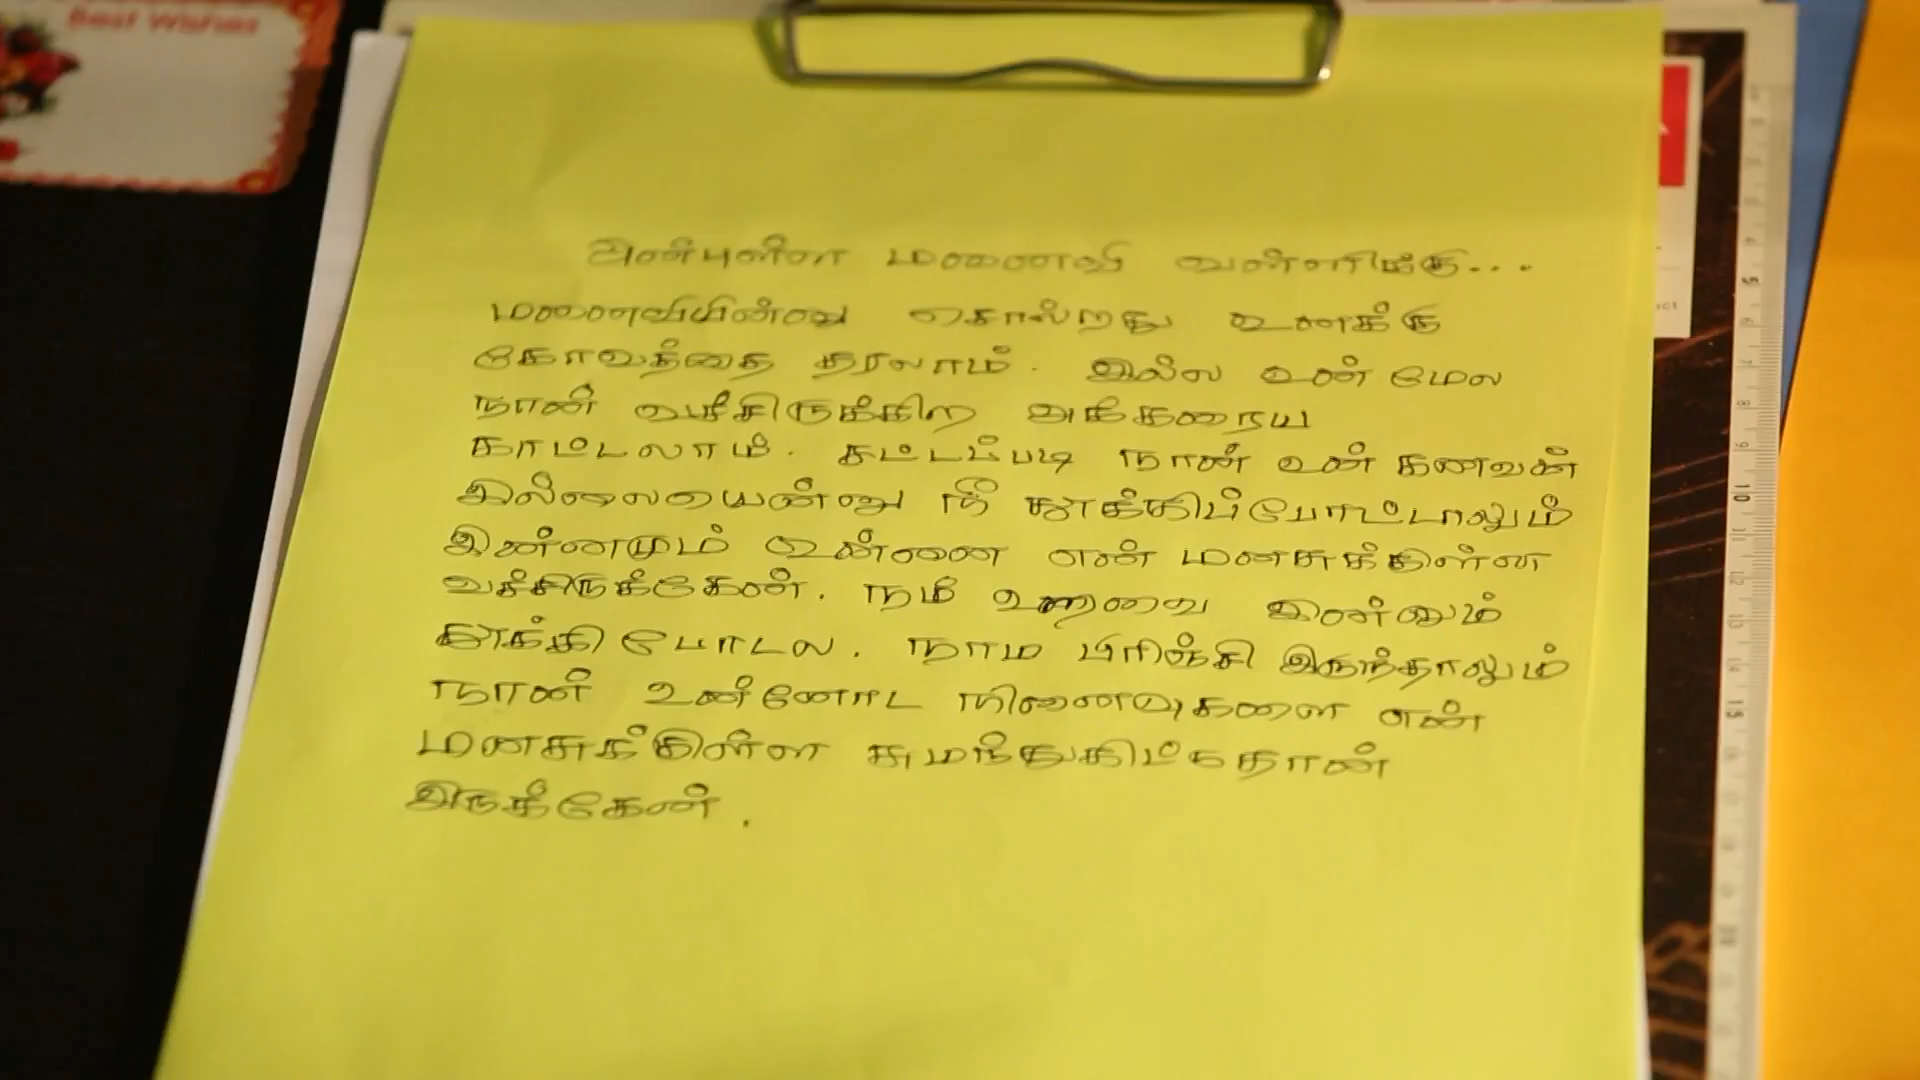 Best Wishes
அன்புள்ள மனைவி வள்ளிக்கு...
மனைவியின்னு சொல்றது உனக்கு
கோவத்தை தரலாம். இல்ல உன் மேல
நான் வச்சிருக்கிற அக்கறைய
காட்டலாம். சட்டப்படி நான் உன் கணவன்
இல்லையென்னு நீ தூக்கிப்போட்டாலும்
இன்னமும் உன்னை என் மனசுக்குள்ள
வச்சிருக்கேன். நம் உறவை இன்னும்
தூக்கி போடல. நாம பிரிஞ்சி இருந்தாலும்
நான் உன்னோட நினைவுகளை என்
மனசுக்குள்ள சுமந்துகிட்டுதான்
இருக்கேன்.